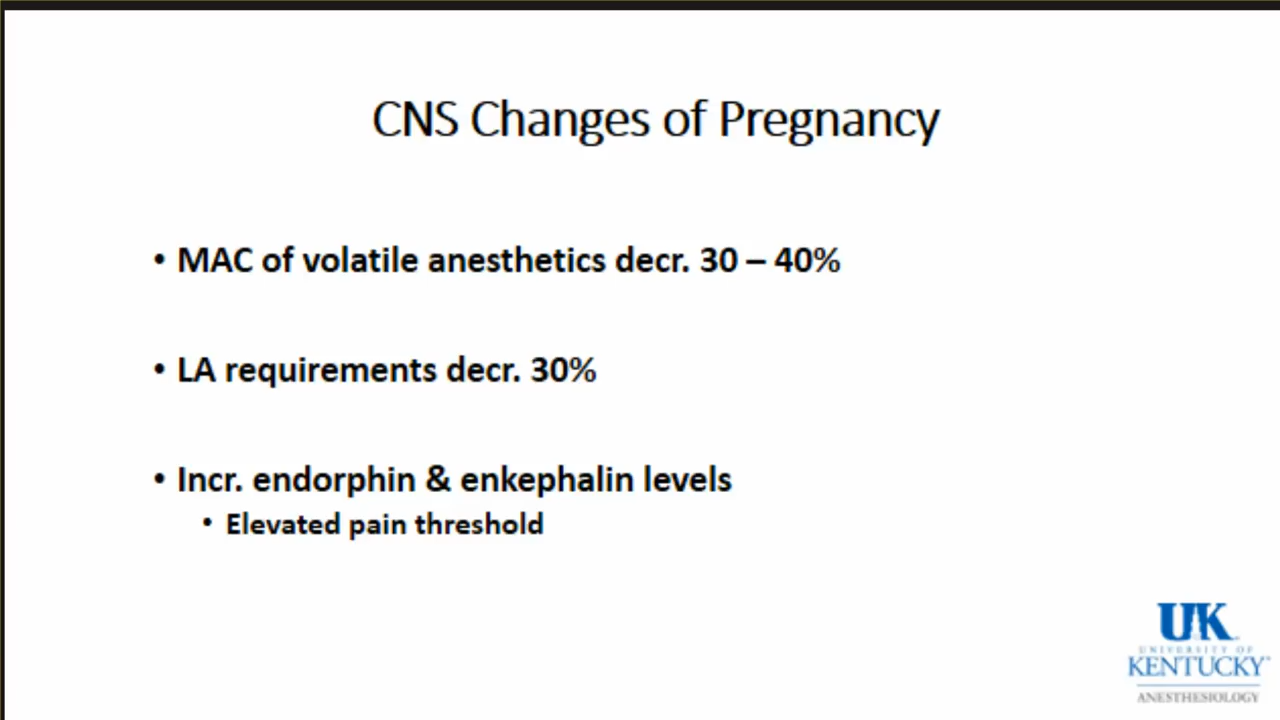 CNS Changes of Pregnancy
• MAC of volatile anesthetics decr. 30 – 40%
• LA requirements decr. 30%
• Incr. endorphin & enkephalin levels
• Elevated pain threshold
UK
UNIVERSITY OF
KENTUCKY
ANESTHESIOLOGY